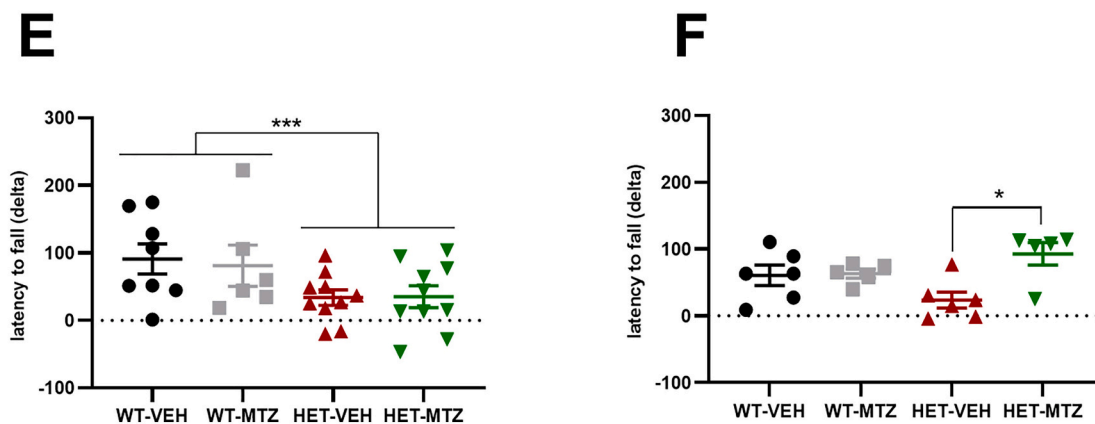 E
F
300
200
100
0
-100
latency to fall (delta)
***
WT-VEH
WT-MTZ
HET-VEH
HET-MTZ
300
200
100
0
-100
latency to fall (delta)
*
WT-VEH
WT-MTZ
HET-VEH
HET-MTZ